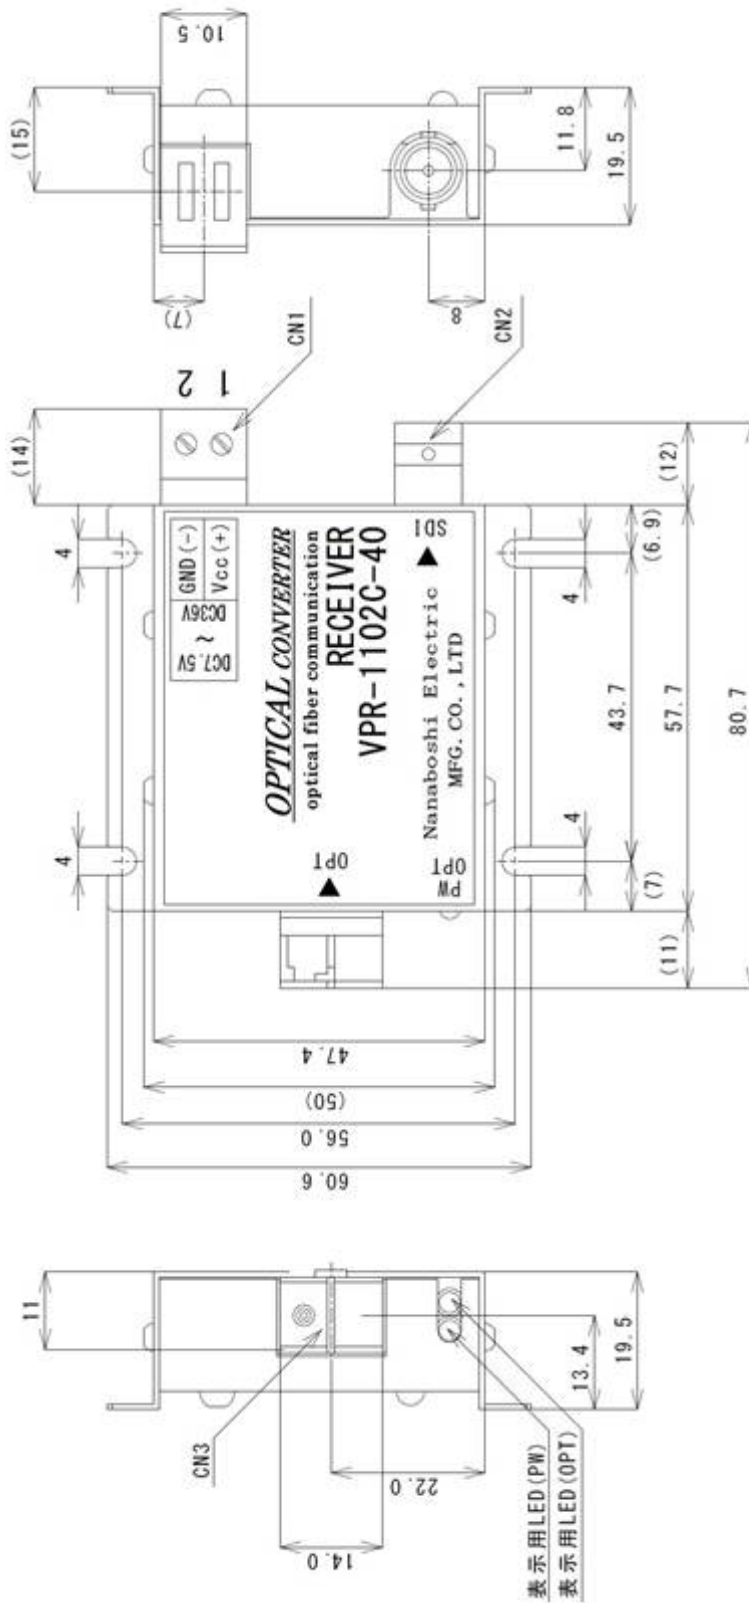 10.5
(15)
11.8
19.5
(7)
8
CN1
CN2
1 2
(14)
(12)
4
(6.9)
4
GND(-)
Vcc(+)
DC36V
~
DC7.5V
SDI
OPTICAL CONVERTER
optical fiber communication
RECEIVER
VPR-1102C-40
Nanaboshi Electric
MFG. CO., LTD
43.7
57.7
80.7
4
4
OPT
OPT
PW
(7)
(11)
47.4
(50)
56.0
60.6
11
13.4
19.5
CN3
22.0
14.0
表示用LED(PW)
表示用LED(OPT)